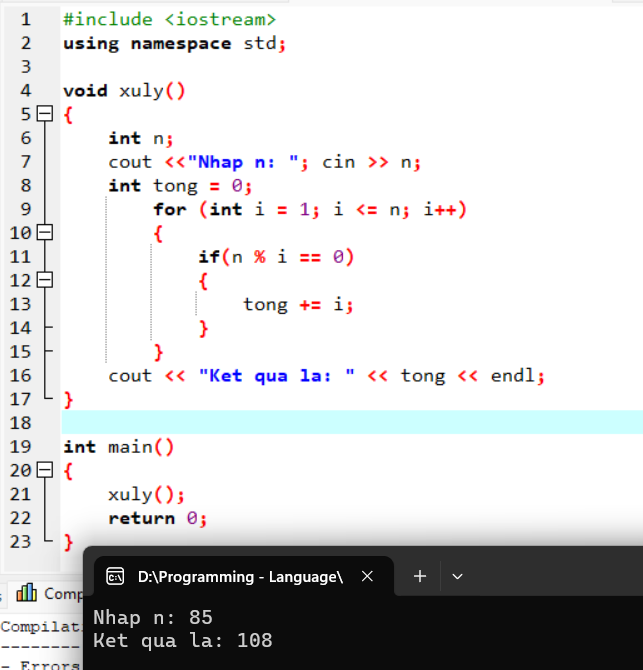 1 #include <iostream>
2 using namespace std;
3
4 void xuly()
5 {
6 int n;
7 cout <<"Nhap n: "; cin >> n;
8 int tong = 0;
9 for (int i = 1; i <= n; i++)
10 {
11 if(n % i == 0)
12 {
13 tong += i;
14 }
15 }
16 cout << "Ket qua la: " << tong << endl;
17 }
18
19 int main()
20 {
21 xuly();
22 return 0;
23 }
D:\Programming - Language\
Nhap n: 85
Ket qua la: 108
Comp
Compilat
- Errors